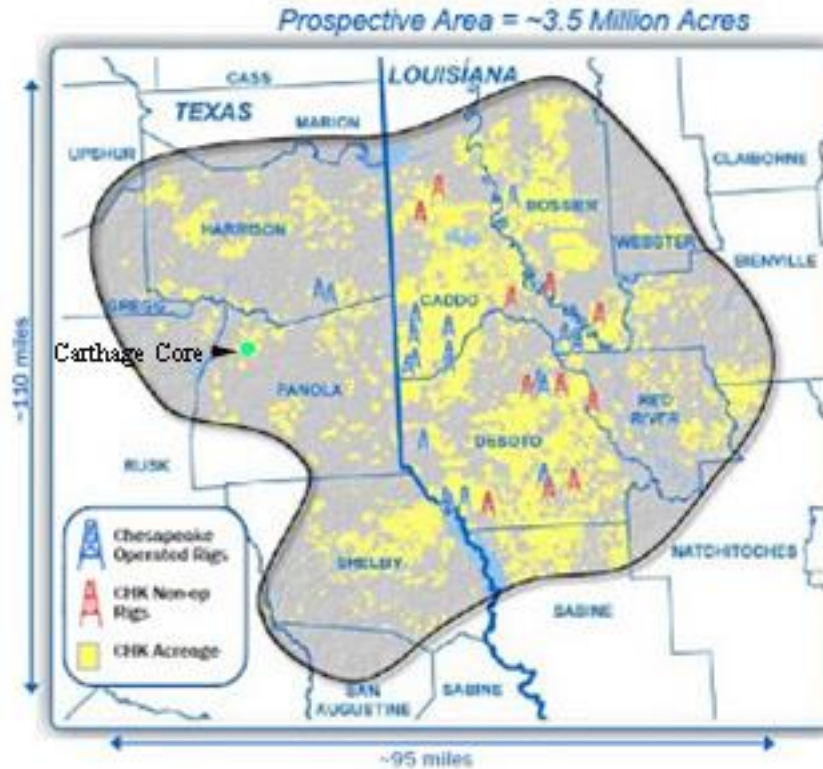 Prospective Area = ~3.5 Million Acres
CASS
LOUISIANA
TEXAS
MARION
UPSHUR
CLAIBORNE
BOSSIER
HARRISON
WEBSTER
BIENVILLE
CADDO
GREGG
Carthage Core
PANOLA
RED
RIVER
DESOTO
RUSK
~110 miles
Chesapeake
Operated Rigs
CHK Non-op
Rigs
CHK Acreage
SHELBY
NATCHITOCHES
SABINE
SAN
AUGUSTINE
SABINE
~95 miles